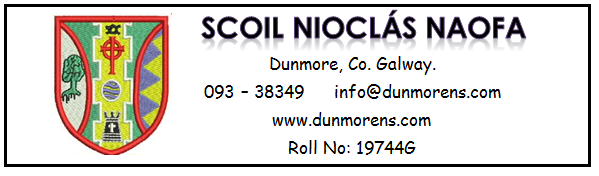 SCOIL NIOCLÁS NAOFA
Dunmore, Co. Galway.
093 – 38349 info@dunmorens.com
www.dunmorens.com
Roll No: 19744G